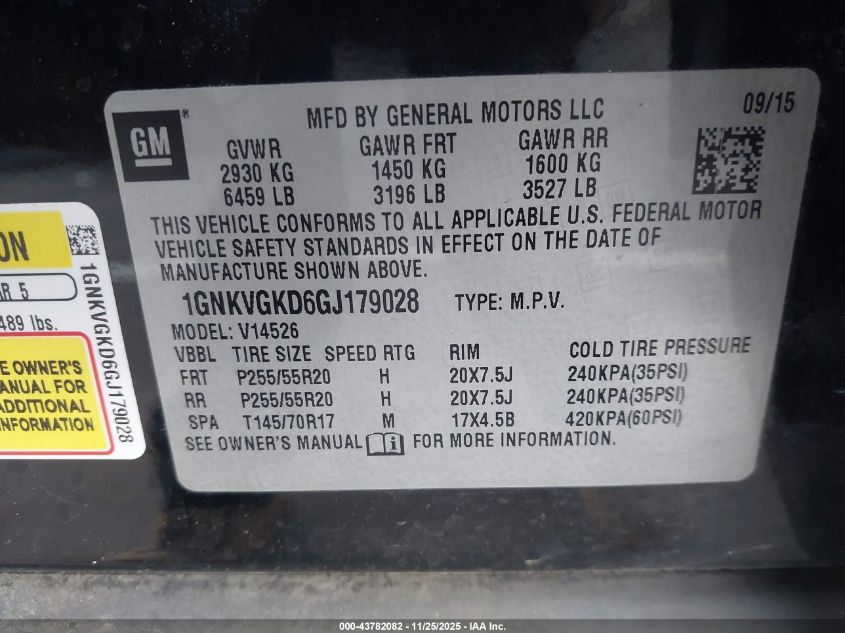 MFD BY GENERAL MOTORS LLC 09/15
GM®
GVWR GAWR FRT GAWR RR
2930 KG 1450 KG 1600 KG
6459 LB 3196 LB 3527 LB
THIS VEHICLE CONFORMS TO ALL APPLICABLE U.S. FEDERAL MOTOR
VEHICLE SAFETY STANDARDS IN EFFECT ON THE DATE OF
MANUFACTURE SHOWN ABOVE.
1GNKVGKD6GJ179028 TYPE: M.P.V.
MODEL: V14526
VBBL TIRE SIZE SPEED RTG RIM COLD TIRE PRESSURE
FRT P255/55R20 H 20X7.5J 240KPA(35PSI)
RR P255/55R20 H 20X7.5J 240KPA(35PSI)
SPA T145/70R17 M 17X4.5B 420KPA(60PSI)
SEE OWNER'S MANUAL i FOR MORE INFORMATION.
ON
R 5
489 lbs.
E OWNER'S
ANUAL FOR
ADDITIONAL
INFORMATION
1GNKVGKD6GJ179028
000-43782082 - 11/25/2025 - IAA Inc.